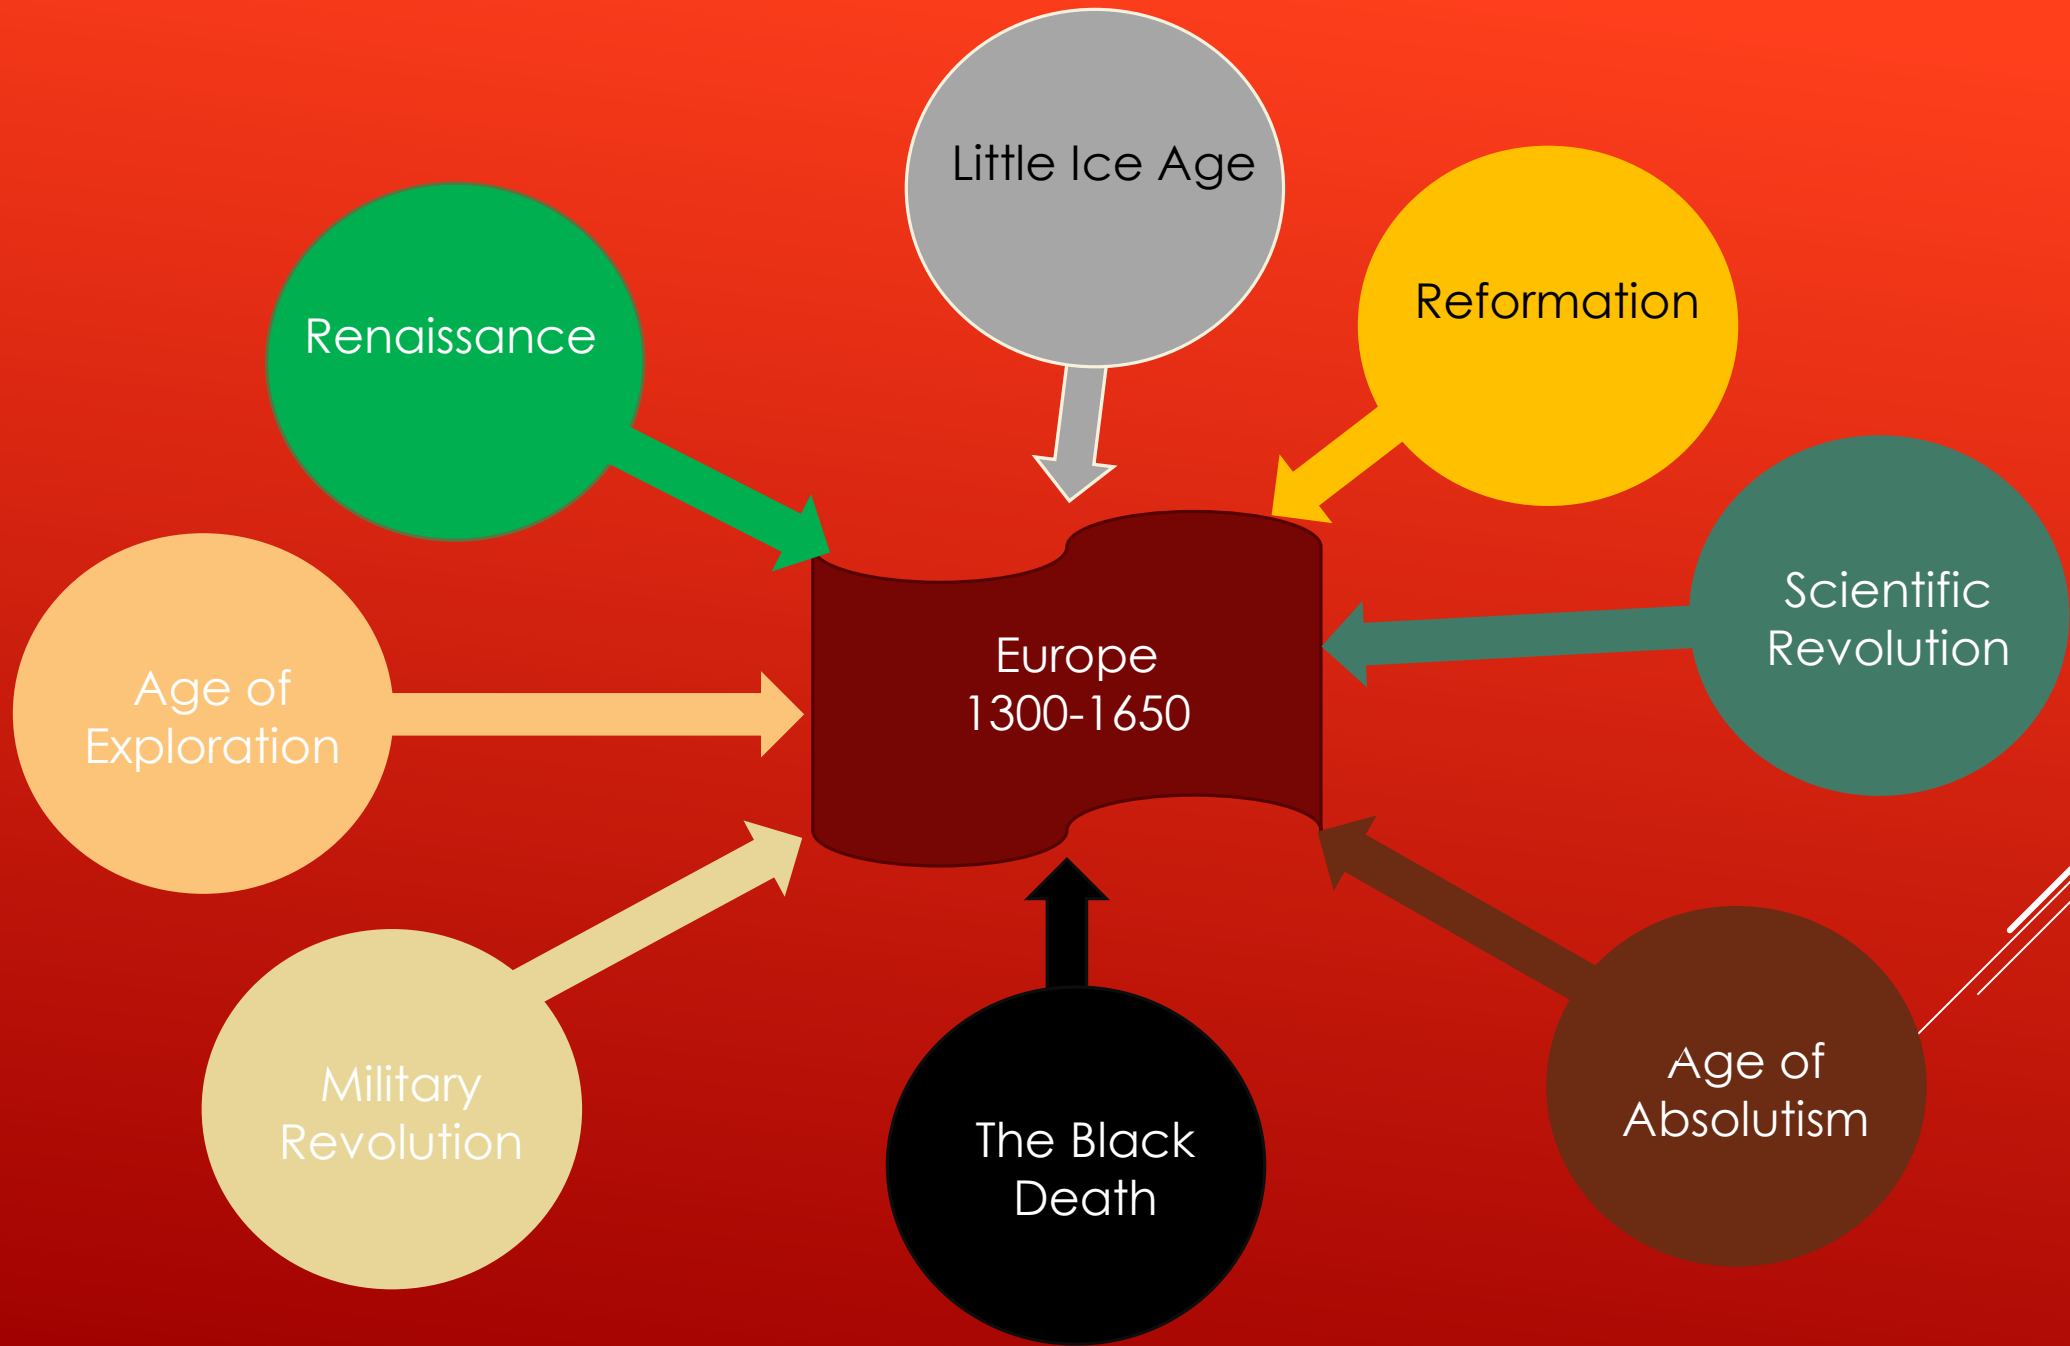 Little Ice Age
Reformation
Renaissance
Scientific
Revolution
Europe
1300-1650
Age of
Exploration
Age of
Absolutism
Military
Revolution
The Black
Death